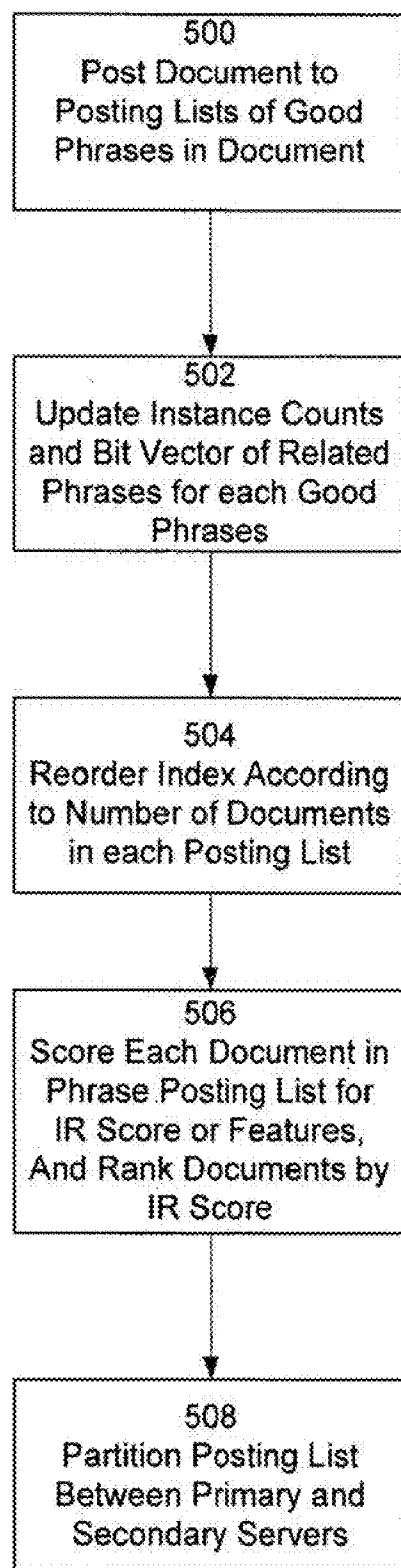 500
Post Document to
Posting Lists of Good
Phrases in Document
502
Update Instance Counts
and Bit Vector of Related
Phrases for each Good
Phrases
504
Reorder Index According
to Number of Documents
in each Posting List
506
Score Each Document in
Phrase Posting List for
IR Score or Features,
And Rank Documents by
IR Score
508
Partition Posting List
Between Primary and
Secondary Servers